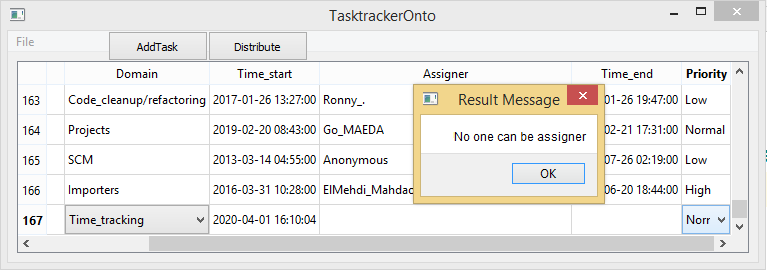 TasktrackerOnto
File
AddTask Distribute
Domain Time_start Assigner Time_end Priority
163 Code_cleanup/refactoring 2017-01-26 13:27:00 Ronny_. 01-26 19:47:00 Low
164 Projects 2019-02-20 08:43:00 Go_MAEDA 02-21 17:31:00 Normal
165 SCM 2013-03-14 04:55:00 Anonymous 07-26 02:19:00 Low
166 Importers 2016-03-31 10:28:00 ElMehdi_Mahdac 06-20 18:44:00 High
167 Time_tracking 2020-04-01 16:10:04 Norr
Result Message
No one can be assigner
OK